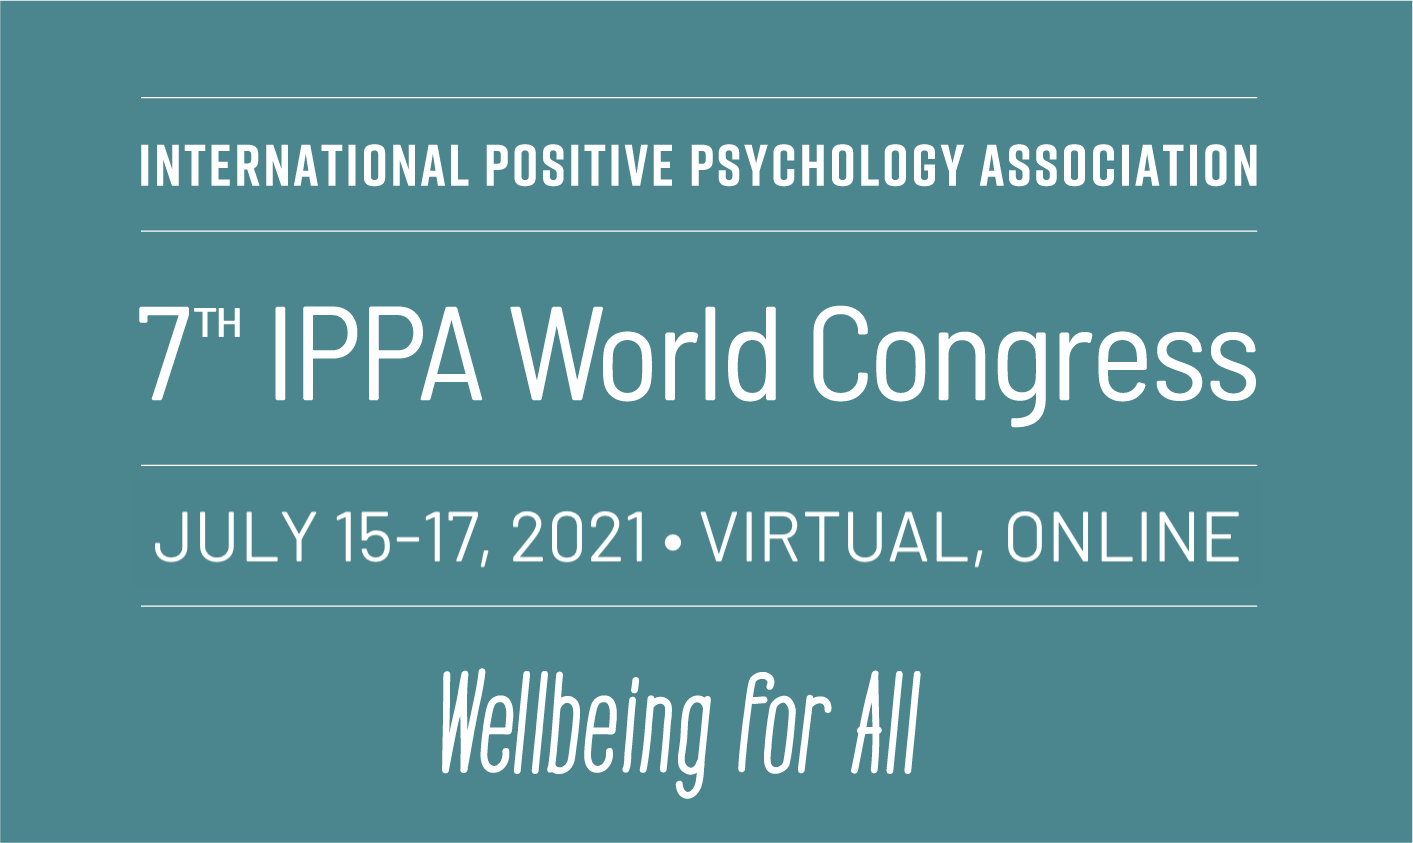 INTERNATIONAL POSITIVE PSYCHOLOGY ASSOCIATION
7TH IPPA World Congress
JULY 15-17, 2021 • VIRTUAL, ONLINE
Wellbeing for All